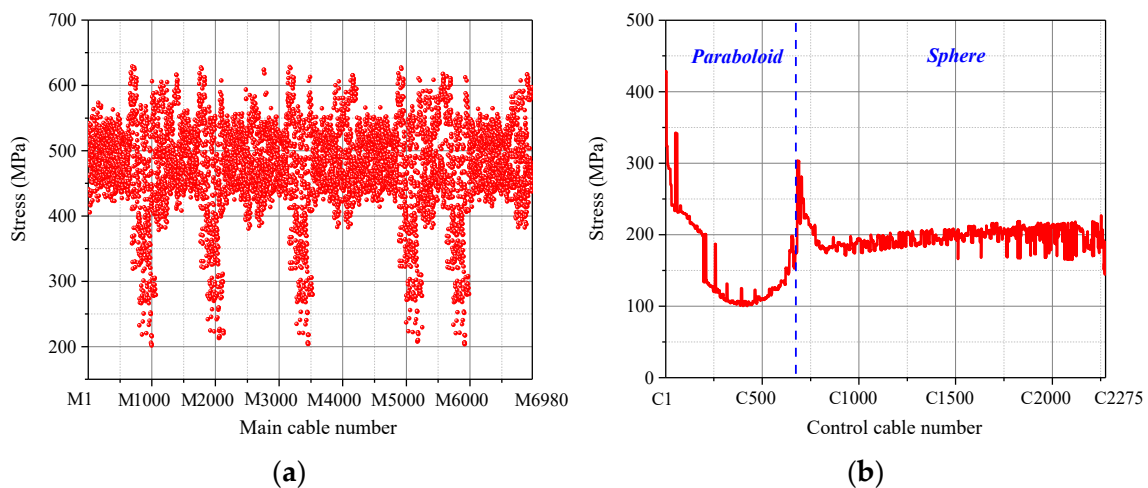 700
600
500
400
300
200
Stress (MPa)
M1 M1000 M2000 M3000 M4000 M5000 M6000 M6980
Main cable number
(a)
500
400
300
200
100
0
Stress (MPa)
Paraboloid Sphere
C1 C500 C1000 C1500 C2000 C2275
Control cable number
(b)